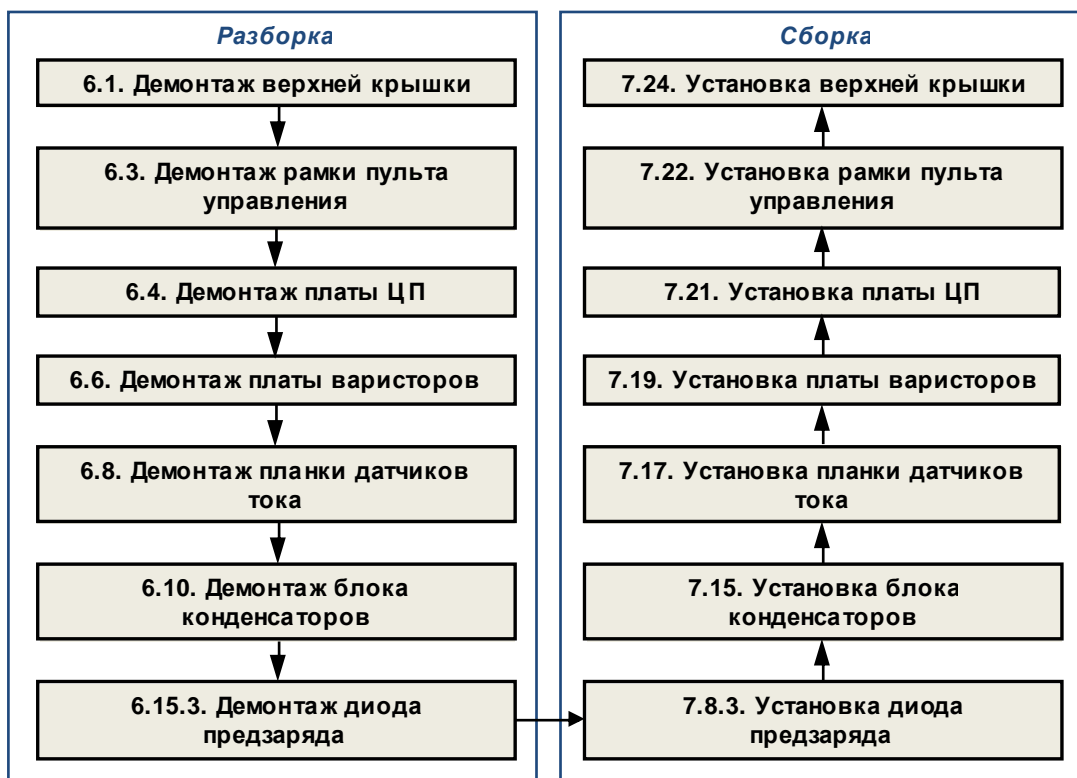 Разборка
6.1. Демонтаж верхней крышки
6.3. Демонтаж рамки пульта
управления
6.4. Демонтаж платы ЦП
6.6. Демонтаж платы варисторов
6.8. Демонтаж планки датчиков
тока
6.10. Демонтаж блока
конденсаторов
6.15.3. Демонтаж диода
предзаряда
Сборка
7.24. Установка верхней крышки
7.22. Установка рамки пульта
управления
7.21. Установка платы ЦП
7.19. Установка платы варисторов
7.17. Установка планки датчиков
тока
7.15. Установка блока
конденсаторов
7.8.3. Установка диода
предзаряда